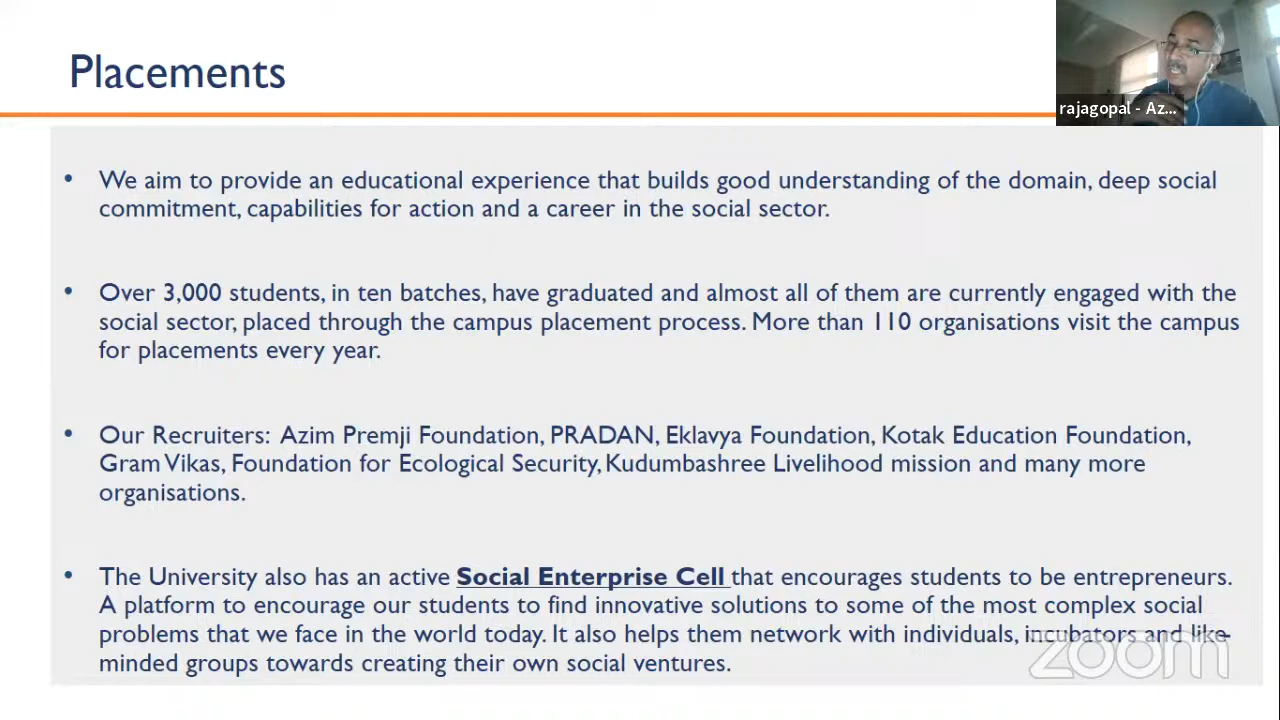 Placements
rajagopal - Az...
• We aim to provide an educational experience that builds good understanding of the domain, deep social
commitment, capabilities for action and a career in the social sector.
• Over 3,000 students, in ten batches, have graduated and almost all of them are currently engaged with the
social sector, placed through the campus placement process. More than 110 organisations visit the campus
for placements every year.
• Our Recruiters: Azim Premji Foundation, PRADAN, Eklavya Foundation, Kotak Education Foundation,
Gram Vikas, Foundation for Ecological Security, Kudumbashree Livelihood mission and many more
organisations.
• The University also has an active Social Enterprise Cell that encourages students to be entrepreneurs.
A platform to encourage our students to find innovative solutions to some of the most complex social
problems that we face in the world today. It also helps them network with individuals, incubators and like-
minded groups towards creating their own social ventures.
zoom